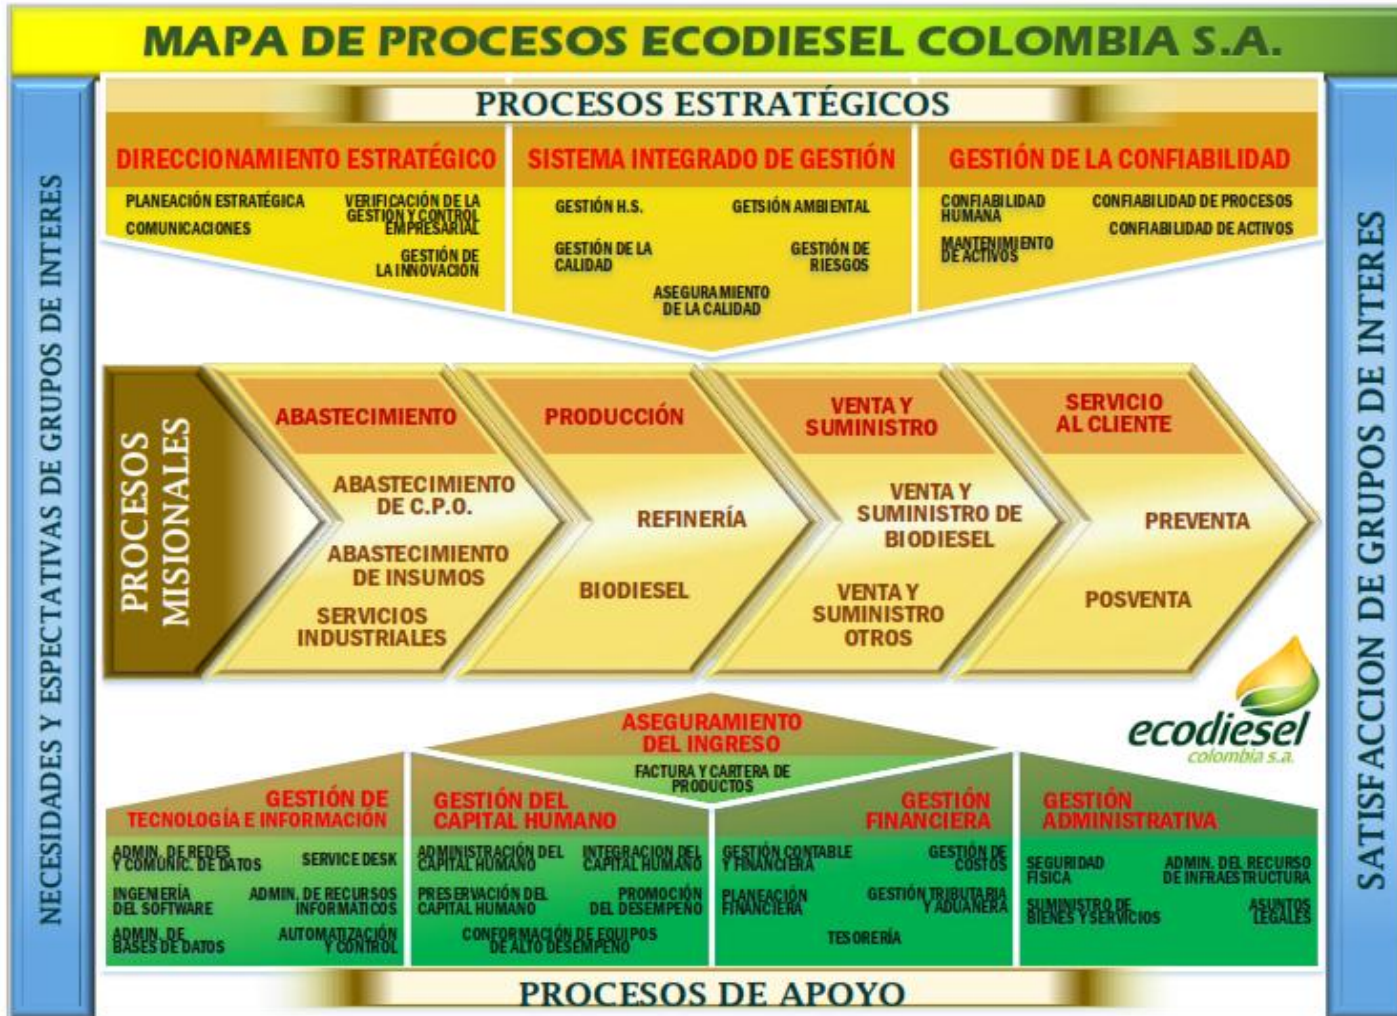 MAPA DE PROCESOS ECODIESEL COLOMBIA S.A.
NECESIDADES Y ESPECTATIVAS DE GRUPOS DE INTERES
PROCESOS ESTRATÉGICOS
DIRECCIONAMIENTO ESTRATÉGICO
PLANEACIÓN ESTRATÉGICA
COMUNICACIONES
VERIFICACIÓN DE LA
GESTIÓN Y CONTROL
EMPRESARIAL
GESTIÓN DE
LA INNOVACIÓN
SISTEMA INTEGRADO DE GESTIÓN
GESTIÓN H.S.
GETSIÓN AMBIENTAL
GESTIÓN DE LA
CALIDAD
GESTIÓN DE
RIESGOS
ASEGURAMIENTO
DE LA CALIDAD
GESTIÓN DE LA CONFIABILIDAD
CONFIABILIDAD
HUMANA
CONFIABILIDAD DE PROCESOS
CONFIABILIDAD DE ACTIVOS
MANTENIMIENTO
DE ACTIVOS
PROCESOS
MISIONALES
ABASTECIMIENTO
ABASTECIMIENTO
DE C.P.O.
ABASTECIMIENTO
DE INSUMOS
SERVICIOS
INDUSTRIALES
PRODUCCIÓN
REFINERÍA
BIODIESEL
VENTA Y
SUMINISTRO
VENTA Y
SUMINISTRO DE
BIODIESEL
VENTA Y
SUMINISTRO
OTROS
SERVICIO
AL CLIENTE
PREVENTA
POSVENTA
ecodiesel
colombia s.a.
ASEGURAMIENTO
DEL INGRESO
FACTURA Y CARTERA DE
PRODUCTOS
GESTIÓN DE
TECNOLOGÍA E INFORMACIÓN
ADMIN. DE REDES
Y COMUNIC. DE DATOS
SERVICE DESK
INGENIERÍA
DEL SOFTWARE
ADMIN. DE RECURSOS
INFORMÁTICOS
ADMIN. DE
BASES DE DATOS
AUTOMATIZACIÓN
Y CONTROL
GESTIÓN DEL
CAPITAL HUMANO
ADMINISTRACIÓN DEL
CAPITAL HUMANO
INTEGRACION DEL
CAPITAL HUMANO
PRESERVACIÓN DEL
CAPITAL HUMANO
PROMOCIÓN
DEL DESEMPEÑO
CONFORMACIÓN DE EQUIPOS
DE ALTO DESEMPEÑO
GESTIÓN
FINANCIERA
GESTIÓN CONTABLE
Y FINANCIERA
GESTIÓN DE
COSTOS
PLANEACIÓN
FINANCIERA
GESTIÓN TRIBUTARIA
Y ADUANERA
TESORERÍA
GESTIÓN
ADMINISTRATIVA
SEGURIDAD
FÍSICA
ADMIN. DEL RECURSO
DE INFRAESTRUCTURA
SUMINISTRO DE
BIENES Y SERVICIOS
ASUNTOS
LEGALES
PROCESOS DE APOYO
SATISFACCION DE GRUPOS DE INTERES